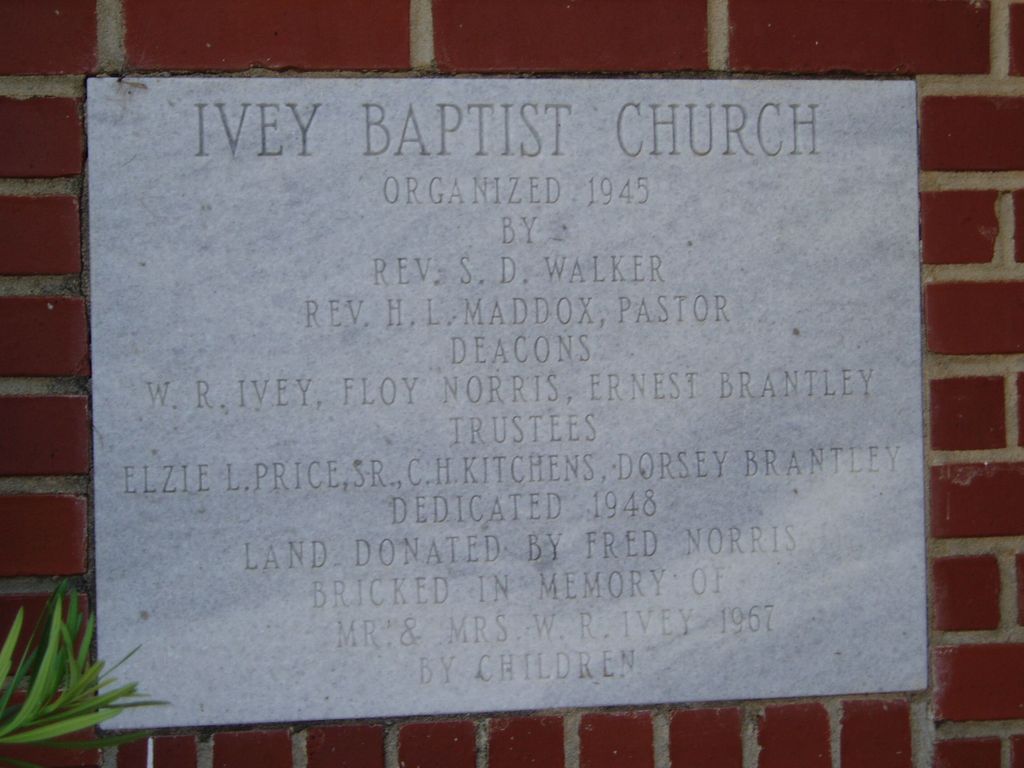 IVEY BAPTIST CHURCH
ORGANIZED 1945
BY
REV. S. D. WALKER
REV. H. L. MADDOX, PASTOR
DEACONS
W. R. IVEY, FLOY NORRIS, ERNEST BRANTLEY
TRUSTEES
ELZIE L. PRICE, SR., C. H. KITCHENS, DORSEY BRANTLEY
DEDICATED 1948
LAND DONATED BY FRED NORRIS
BRICKED IN MEMORY OF
MR. & MRS. W. R. IVEY 1967
BY CHILDREN